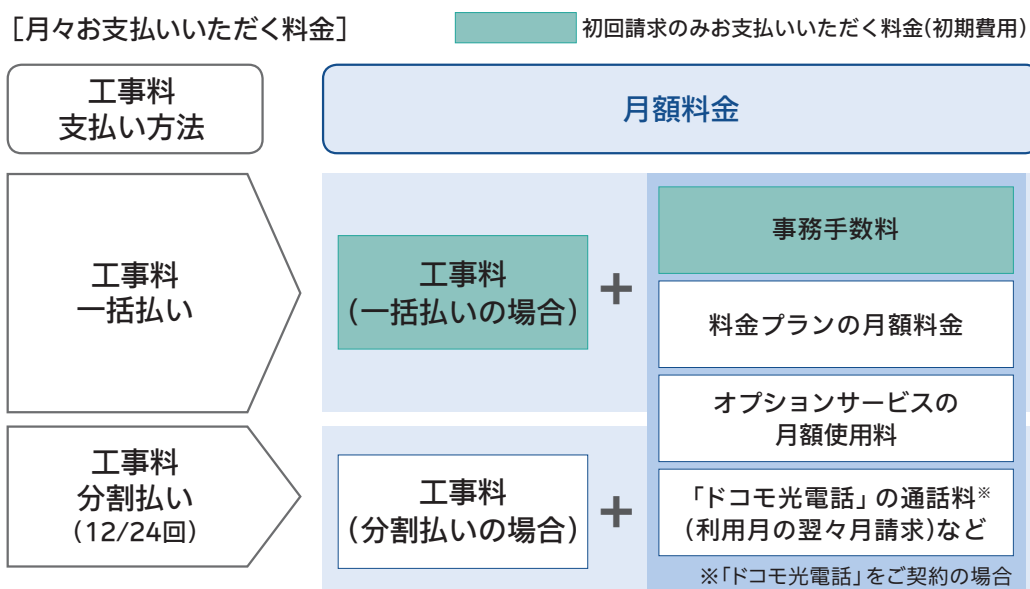 ［月々お支払いいただく料金］
初回請求のみお支払いいただく料金(初期費用)
工事料
支払い方法
月額料金
工事料
一括払い
工事料
(一括払いの場合)
+
事務手数料
料金プランの月額料金
オプションサービスの
月額使用料
工事料
分割払い
(12/24回)
工事料
(分割払いの場合)
+
「ドコモ光電話」の通話料※
(利用月の翌々月請求)など
※「ドコモ光電話」をご契約の場合